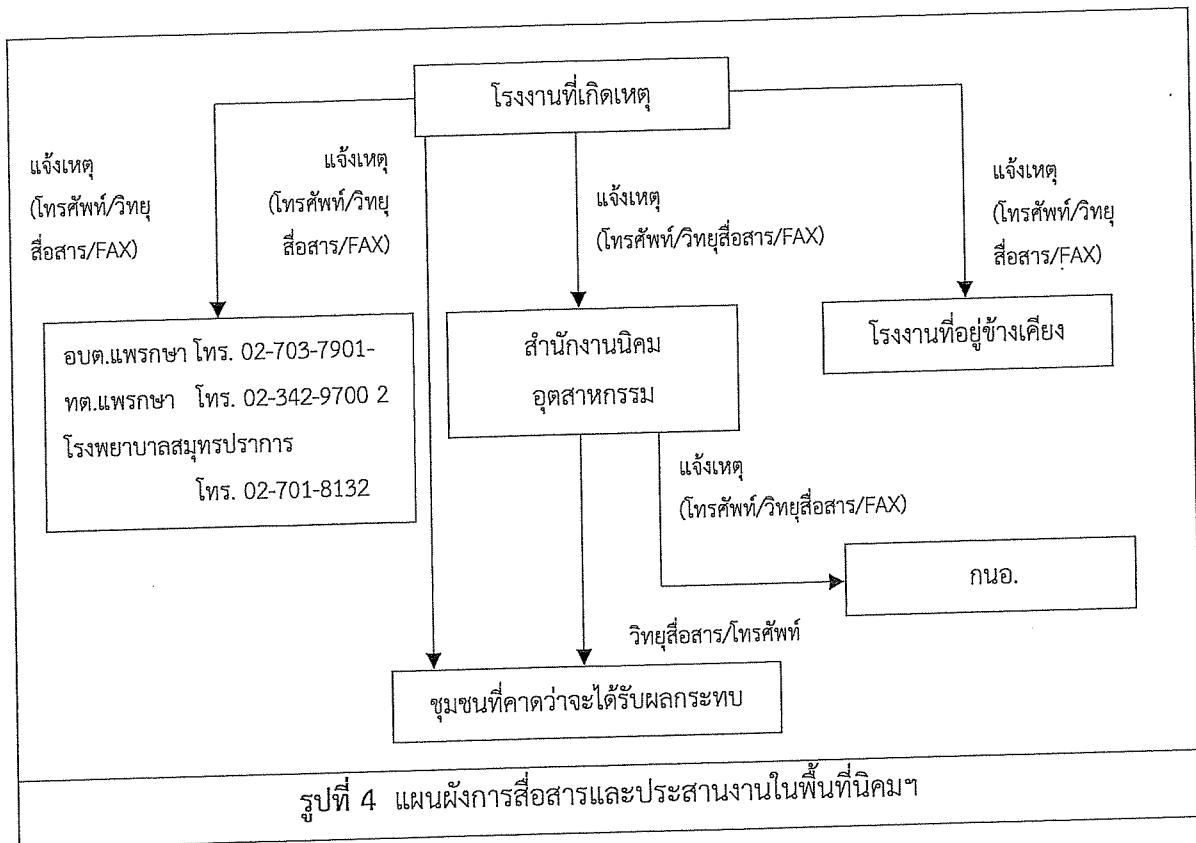 โรงงานที่เกิดเหตุ
แจ้งเหตุ
(โทรศัพท์/วิทยุ
สื่อสาร/FAX)
แจ้งเหตุ
(โทรศัพท์/วิทยุ
สื่อสาร/FAX)
แจ้งเหตุ
(โทรศัพท์/วิทยุสื่อสาร/FAX)
แจ้งเหตุ
(โทรศัพท์/วิทยุ
สื่อสาร/FAX)
อบต.แพรกษา โทร. 02-703-7901-
ทต.แพรกษา โทร. 02-342-9700 2
โรงพยาบาลสมุทรปราการ
โทร. 02-701-8132
สำนักงานนิคม
อุตสาหกรรม
โรงงานที่อยู่ข้างเคียง
แจ้งเหตุ
(โทรศัพท์/วิทยุสื่อสาร/FAX)
กนอ.
วิทยุสื่อสาร/โทรศัพท์
ชุมชนที่คาดว่าจะได้รับผลกระทบ
รูปที่ 4 แผนผังการสื่อสารและประสานงานในพื้นที่นิคมฯ